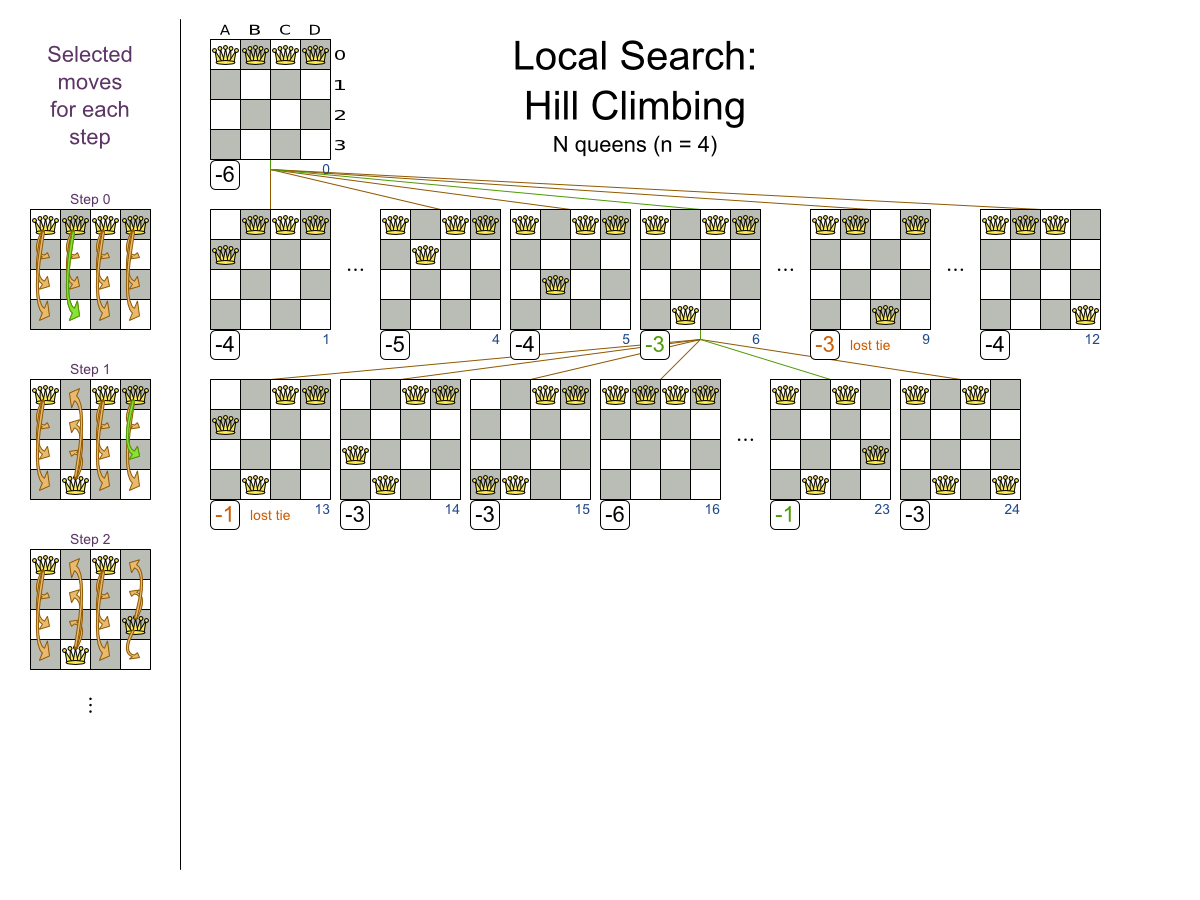 Selected
moves
for each
step
Local Search:
Hill Climbing
N queens (n = 4)
A B C D
0
1
2
3
-6
0
Step 0
...
...
...
-4
1
-5
4
-4
5
-3
6
-3
lost tie
9
-4
12
Step 1
...
-1
lost tie
13
-3
14
-3
15
-6
16
-1
23
-3
24
Step 2
...